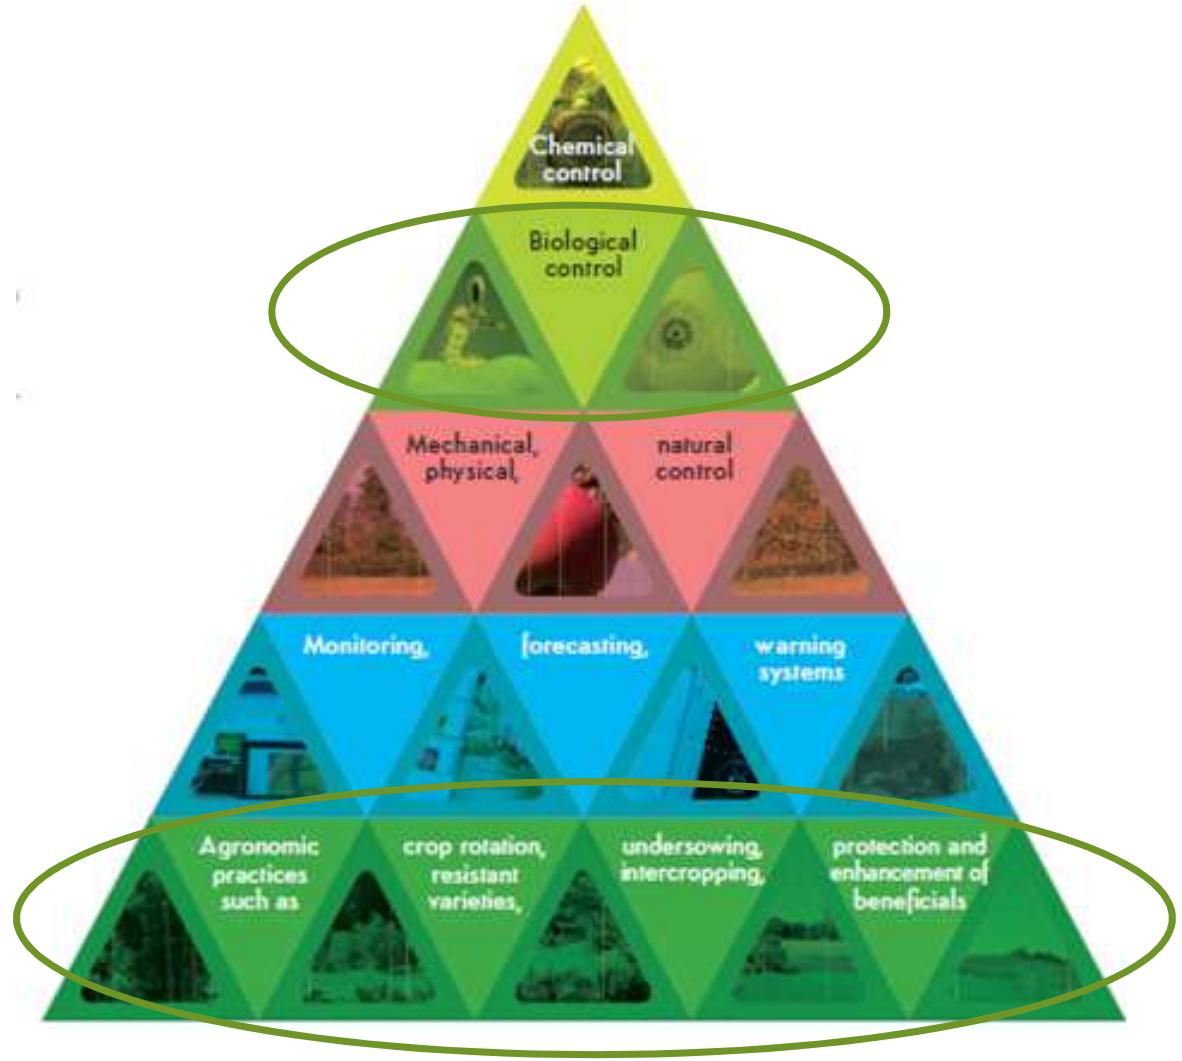 Chemical
control
Biological
control
Mechanical,
physical,
natural
control
Monitoring,
forecasting,
warning
systems
Agronomic
practices
such as
crop rotation,
resistant
varieties,
undersowing,
intercropping,
protection and
enhancement of
beneficials